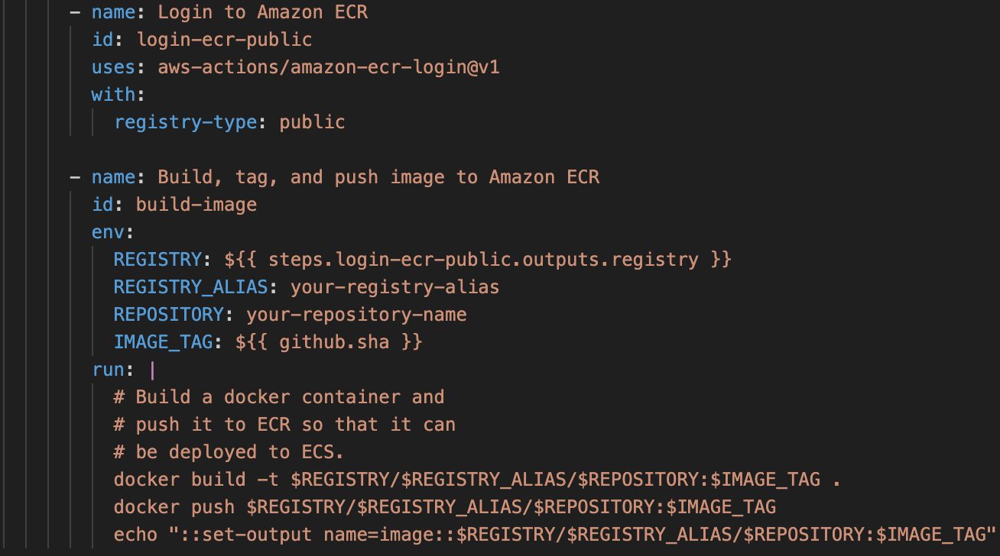 - name: Login to Amazon ECR
  id: login-ecr-public
  uses: aws-actions/amazon-ecr-login@v1
  with:
    registry-type: public

- name: Build, tag, and push image to Amazon ECR
  id: build-image
  env:
    REGISTRY: ${{ steps.login-ecr-public.outputs.registry }}
    REGISTRY_ALIAS: your-registry-alias
    REPOSITORY: your-repository-name
    IMAGE_TAG: ${{ github.sha }}
  run: |
    # Build a docker container and
    # push it to ECR so that it can
    # be deployed to ECS.
    docker build -t $REGISTRY/$REGISTRY_ALIAS/$REPOSITORY:$IMAGE_TAG .
    docker push $REGISTRY/$REGISTRY_ALIAS/$REPOSITORY:$IMAGE_TAG
    echo "::set-output name=image::$REGISTRY/$REGISTRY_ALIAS/$REPOSITORY:$IMAGE_TAG"